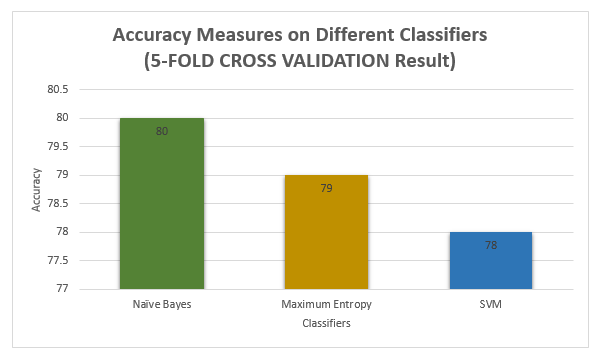 Accuracy Measures on Different Classifiers
(5-FOLD CROSS VALIDATION Result)
80.5
80
79.5
79
78.5
78
77.5
77
Accuracy
80
79
78
Naïve Bayes
Maximum Entropy
SVM
Classifiers